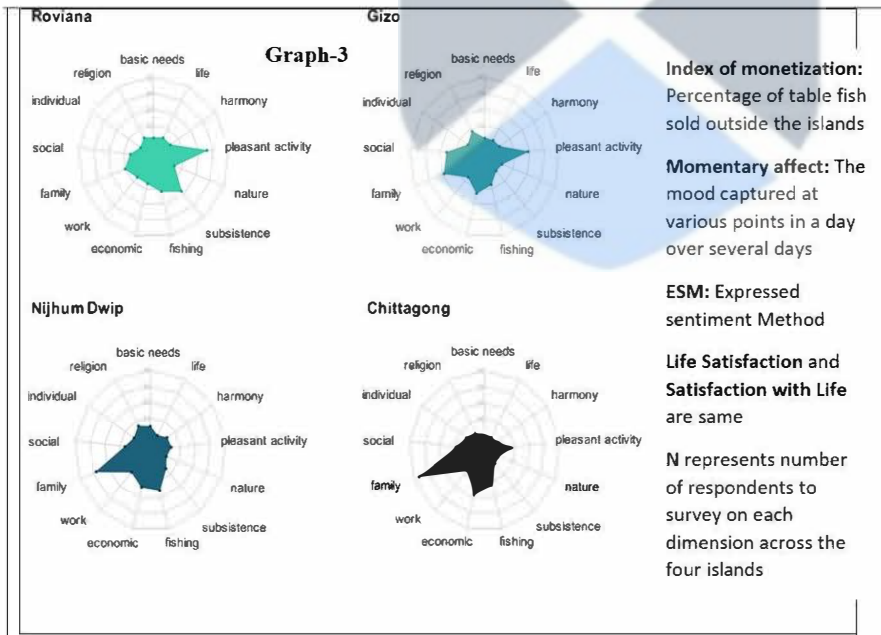 Roviana
Graph-3
basic needs
life
harmony
pleasant activity
nature
subsistence
fishing
economic
work
family
social
individual
religion
Gizo
life
harmony
pleasant activity
nature
subsistence
fishing
economic
work
family
social
individual
religion
basic needs
Nijhum Dwip
basic needs
life
harmony
pleasant activity
nature
subsistence
fishing
economic
work
family
social
individual
religion
Chittagong
basic needs
life
harmony
pleasant activity
nature
subsistence
fishing
economic
work
family
social
individual
religion
Index of monetization:
Percentage of table fish
sold outside the islands
Momentary affect: The
mood captured at
various points in a day
over several days
ESM: Expressed
sentiment Method
Life Satisfaction and
Satisfaction with Life
are same
N represents number
of respondents to
survey on each
dimension across the
four islands